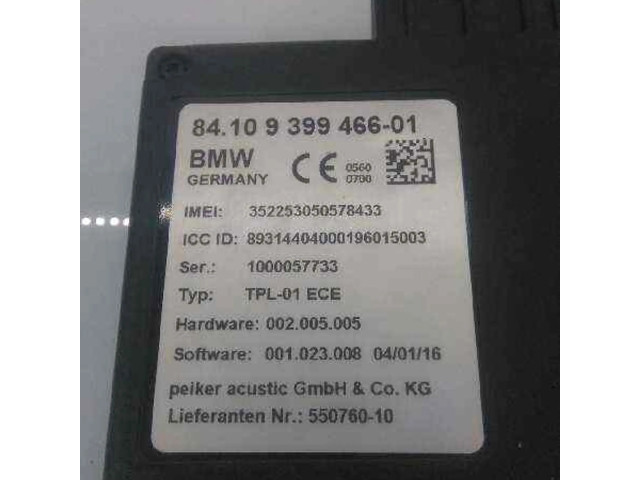 84.10 9 399 466-01
BMW CE 0560
GERMANY 0700
IMEI: 352253050578433
ICC ID: 89314404000196015003
Ser.: 1000057733
Typ: TPL-01 ECE
Hardware: 002.005.005
Software: 001.023.008 04/01/16
peiker acustic GmbH & Co. KG
Lieferanten Nr.: 550760-10